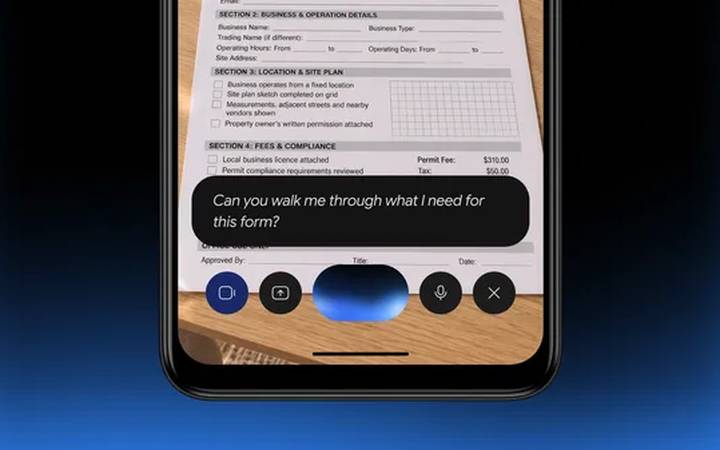 Email:
SECTION 2: BUSINESS & OPERATION DETAILS
Business Name: Business Type:
Trading Name (if different):
Operating Hours: From to Operating Days: From to
Site Address:
SECTION 3: LOCATION & SITE PLAN
Business operates from a fixed location
Site plan sketch completed on grid
Measurements, adjacent streets and nearby
vendors shown
Property owner's written permission attached
SECTION 4: FEES & COMPLIANCE
Local business licence attached Permit Fee: $310.00
Permit compliance requirements reviewed Tax: $50.00
Can you walk me through what I need for
this form?
OFFICE USE ONLY
Approved By: Title: Date: